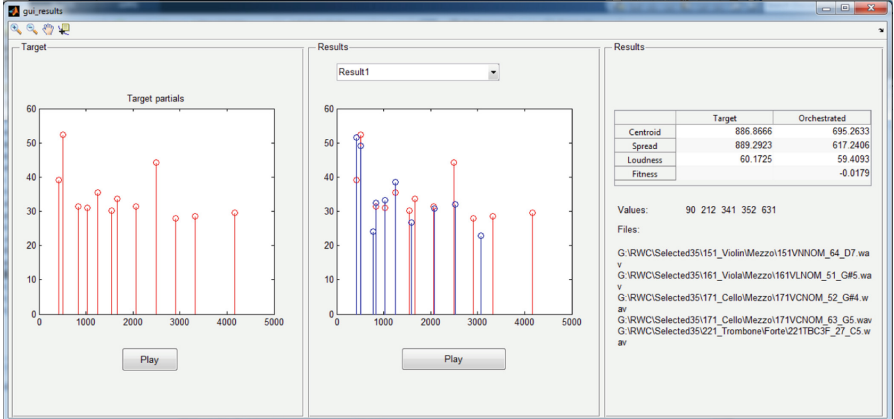 gui_results
Target
Target partials
60
50
40
30
20
10
0
0 1000 2000 3000 4000 5000
Play
Results
Result1
60
50
40
30
20
10
0
0 1000 2000 3000 4000 5000
Play
Results
Target Orchestrated
Centroid 886.8666 695.2633
Spread 889.2923 617.2406
Loudness 60.1725 59.4093
Fitness -0.0179
Values: 90 212 341 352 631
Files:
G:\RWC\Selected35\151_Violin\Mezzo\151VNNOM_64_D7.wa
v
G:\RWC\Selected35\161_Viola\Mezzo\161VLNOM_51_G#5.wa
v
G:\RWC\Selected35\171_Cello\Mezzo\171VCNOM_52_G#4.w
av
G:\RWC\Selected35\171_Cello\Mezzo\171VCNOM_63_G5.wav
G:\RWC\Selected35\221_Trombone\Forte\221TBC3F_27_C5.w
av